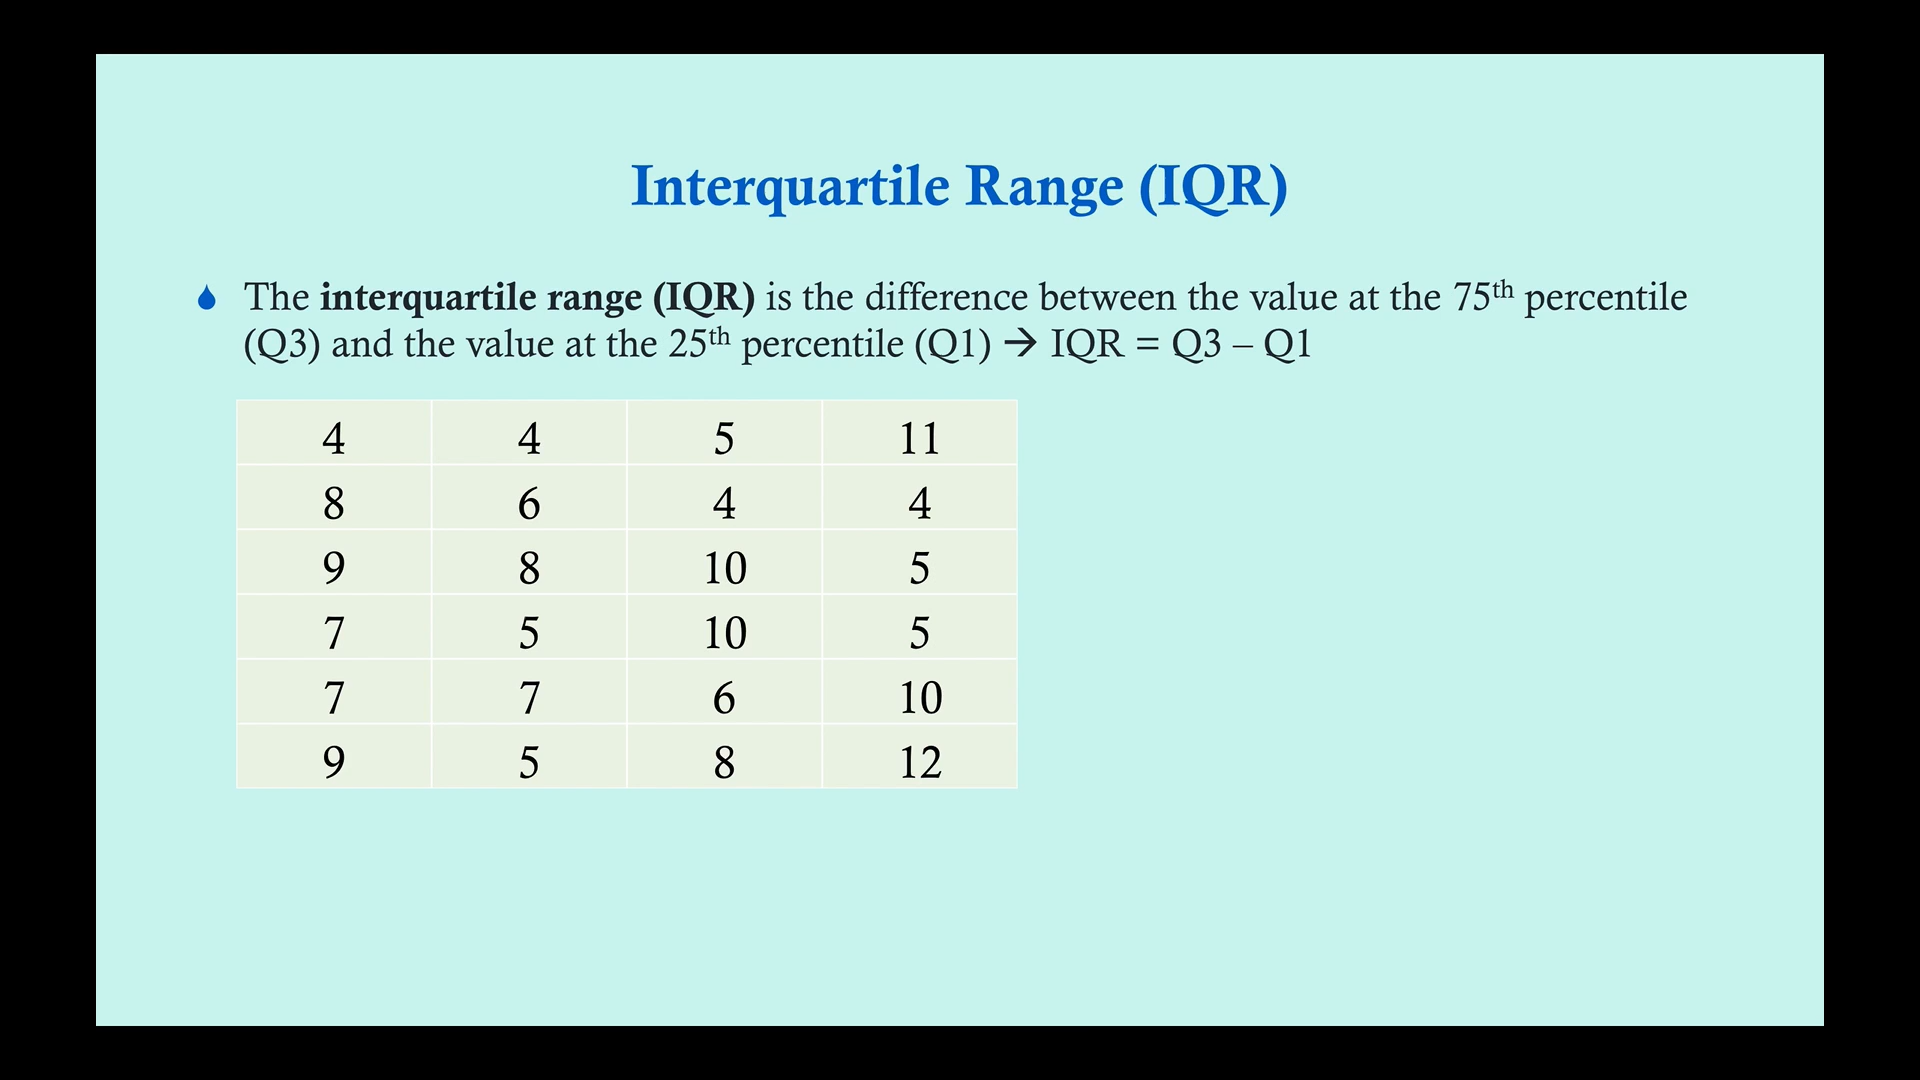 Interquartile Range (IQR)
The interquartile range (IQR) is the difference between the value at the 75th percentile
(Q3) and the value at the 25th percentile (Q1) → IQR = Q3 – Q1
4 4 5 11
8 6 4 4
9 8 10 5
7 5 10 5
7 7 6 10
9 5 8 12